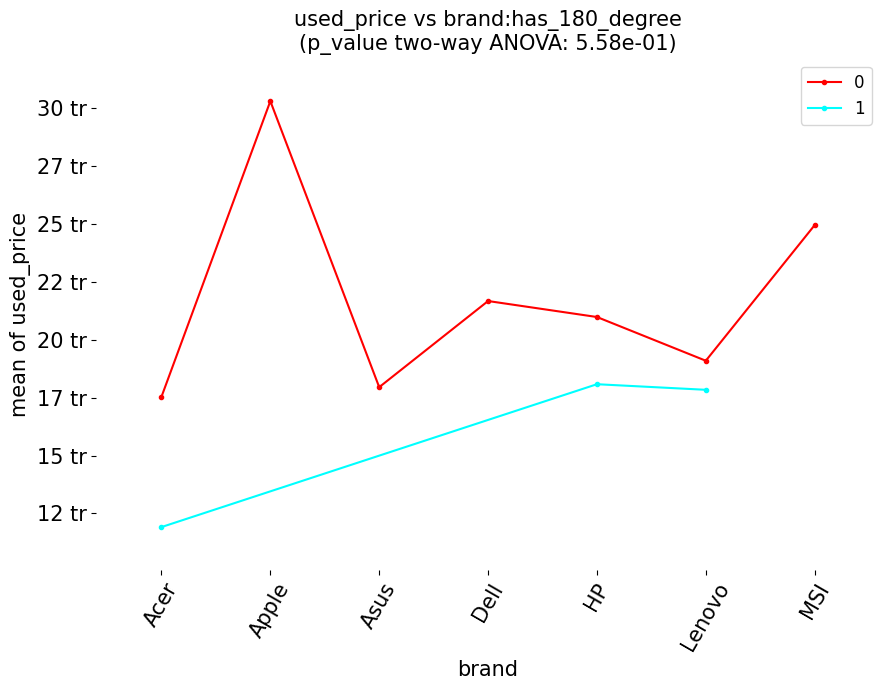 used_price vs brand:has_180_degree
(p_value two-way ANOVA: 5.58e-01)
0
1
30 tr
27 tr
25 tr
22 tr
20 tr
17 tr
15 tr
12 tr
mean of used_price
Acer
Apple
Asus
Dell
HP
Lenovo
MSI
brand